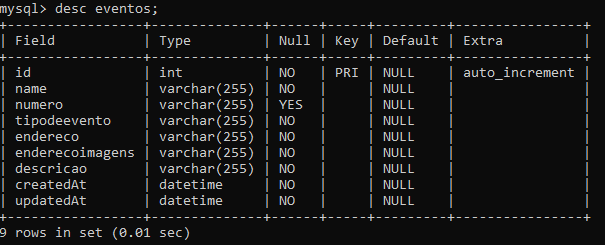 mysql> desc eventos;
+-----------------+--------------+------+-----+---------+----------------+
| Field           | Type         | Null | Key | Default | Extra          |
+-----------------+--------------+------+-----+---------+----------------+
| id              | int          | NO   | PRI | NULL    | auto_increment |
| name            | varchar(255) | NO   |     | NULL    |                |
| numero          | varchar(255) | YES  |     | NULL    |                |
| tipodeevento    | varchar(255) | NO   |     | NULL    |                |
| endereco        | varchar(255) | NO   |     | NULL    |                |
| enderecoimagens | varchar(255) | NO   |     | NULL    |                |
| descricao       | varchar(255) | NO   |     | NULL    |                |
| createdAt       | datetime     | NO   |     | NULL    |                |
| updatedAt       | datetime     | NO   |     | NULL    |                |
+-----------------+--------------+------+-----+---------+----------------+
9 rows in set (0.01 sec)